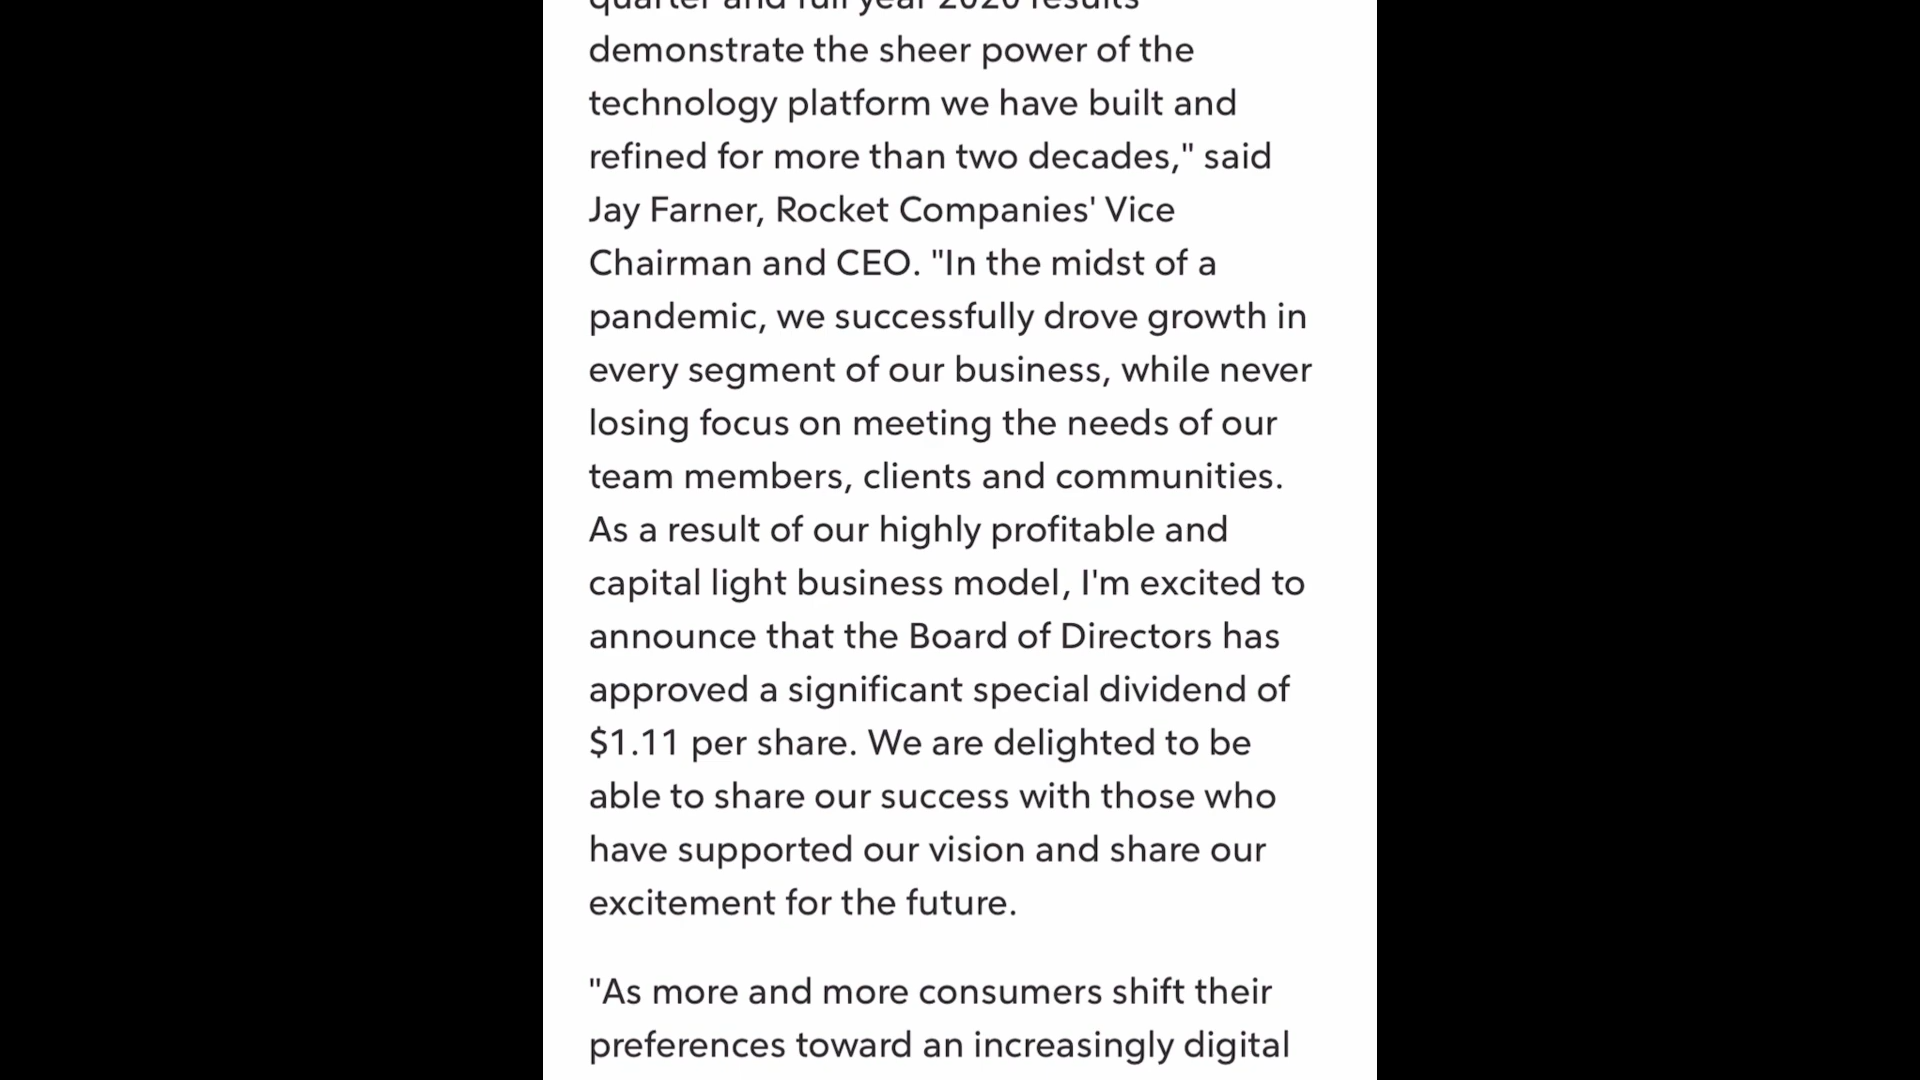 quarter and full year 2020 results
demonstrate the sheer power of the
technology platform we have built and
refined for more than two decades," said
Jay Farner, Rocket Companies' Vice
Chairman and CEO. "In the midst of a
pandemic, we successfully drove growth in
every segment of our business, while never
losing focus on meeting the needs of our
team members, clients and communities.
As a result of our highly profitable and
capital light business model, I'm excited to
announce that the Board of Directors has
approved a significant special dividend of
$1.11 per share. We are delighted to be
able to share our success with those who
have supported our vision and share our
excitement for the future.
"As more and more consumers shift their
preferences toward an increasingly digital